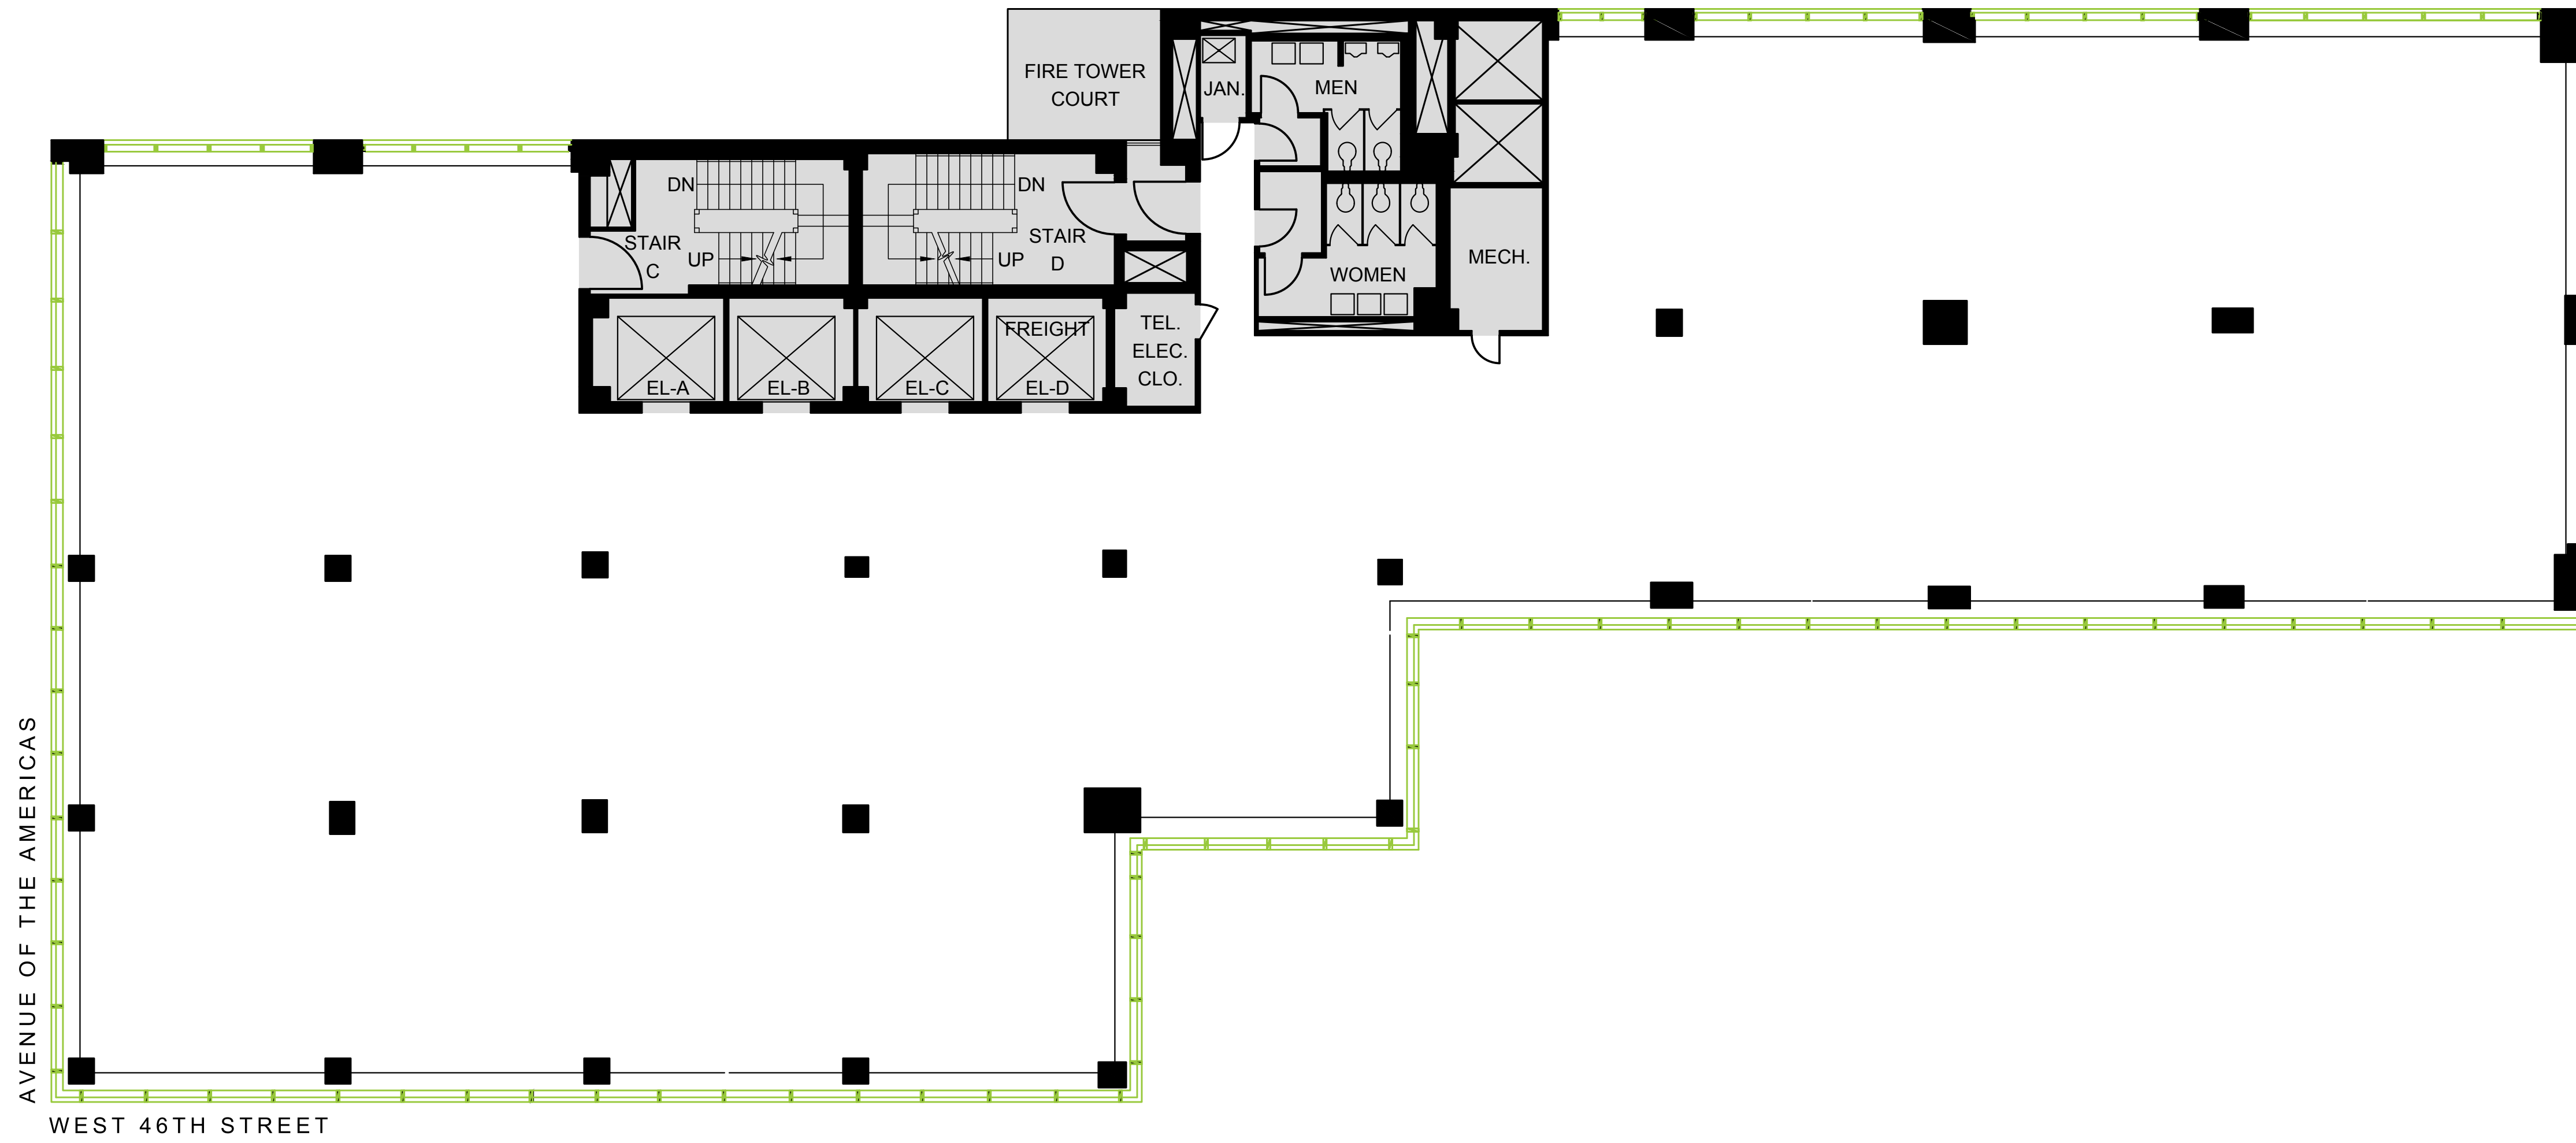 FIRE TOWER
COURT
JAN.
MEN
DN
DN
STAIR
C
UP
UP
STAIR
D
WOMEN
MECH.
FREIGHT
EL-A
EL-B
EL-C
EL-D
TEL.
ELEC.
CLO.
AVENUE OF THE AMERICAS
WEST 46TH STREET